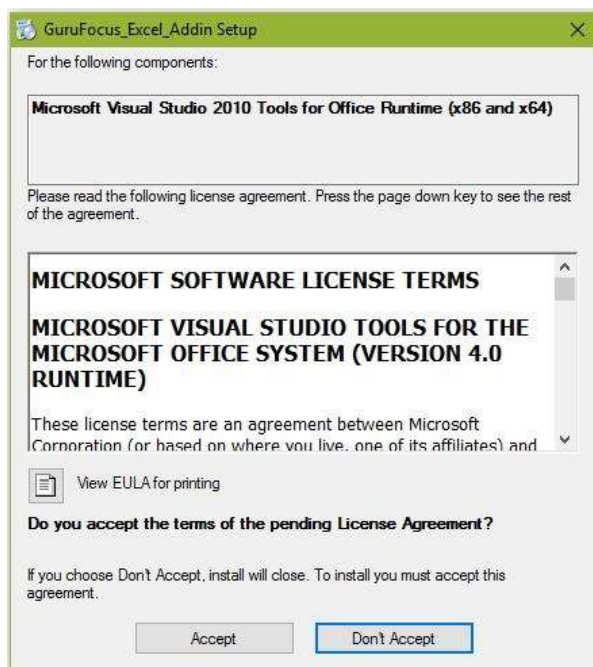 GuruFocus_Excel_Addin Setup
For the following components:
Microsoft Visual Studio 2010 Tools for Office Runtime (x86 and x64)
Please read the following license agreement. Press the page down key to see the rest
of the agreement.
MICROSOFT SOFTWARE LICENSE TERMS
MICROSOFT VISUAL STUDIO TOOLS FOR THE
MICROSOFT OFFICE SYSTEM (VERSION 4.0
RUNTIME)
These license terms are an agreement between Microsoft
Corporation (or based on where you live, one of its affiliates) and
View EULA for printing
Do you accept the terms of the pending License Agreement?
If you choose Don't Accept, install will close. To install you must accept this
agreement.
Accept
Don't Accept